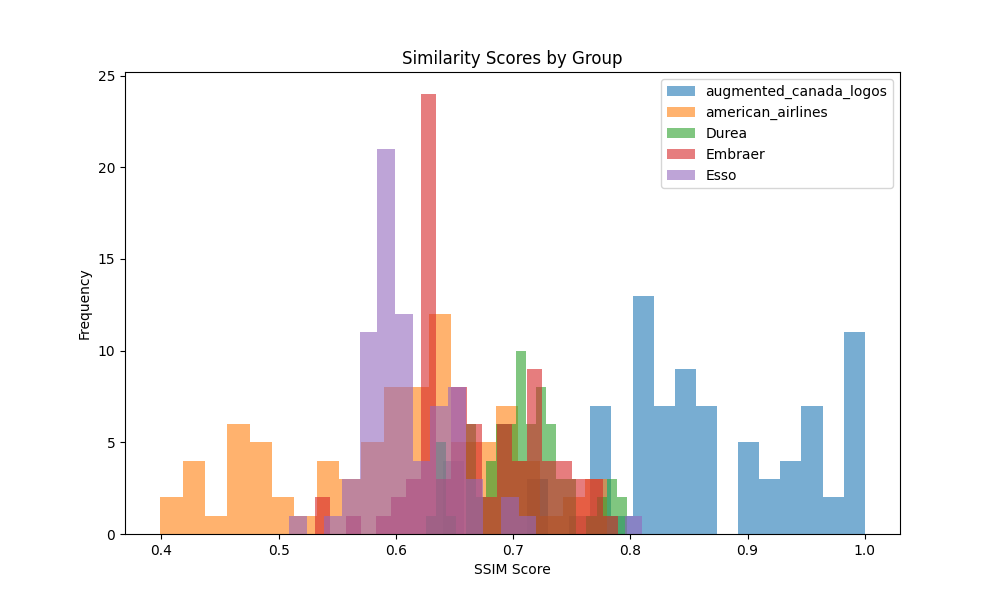 Similarity Scores by Group
augmented_canada_logos
american_airlines
Durea
Embraer
Esso
Frequency
25
20
15
10
5
0
0.4 0.5 0.6 0.7 0.8 0.9 1.0
SSIM Score